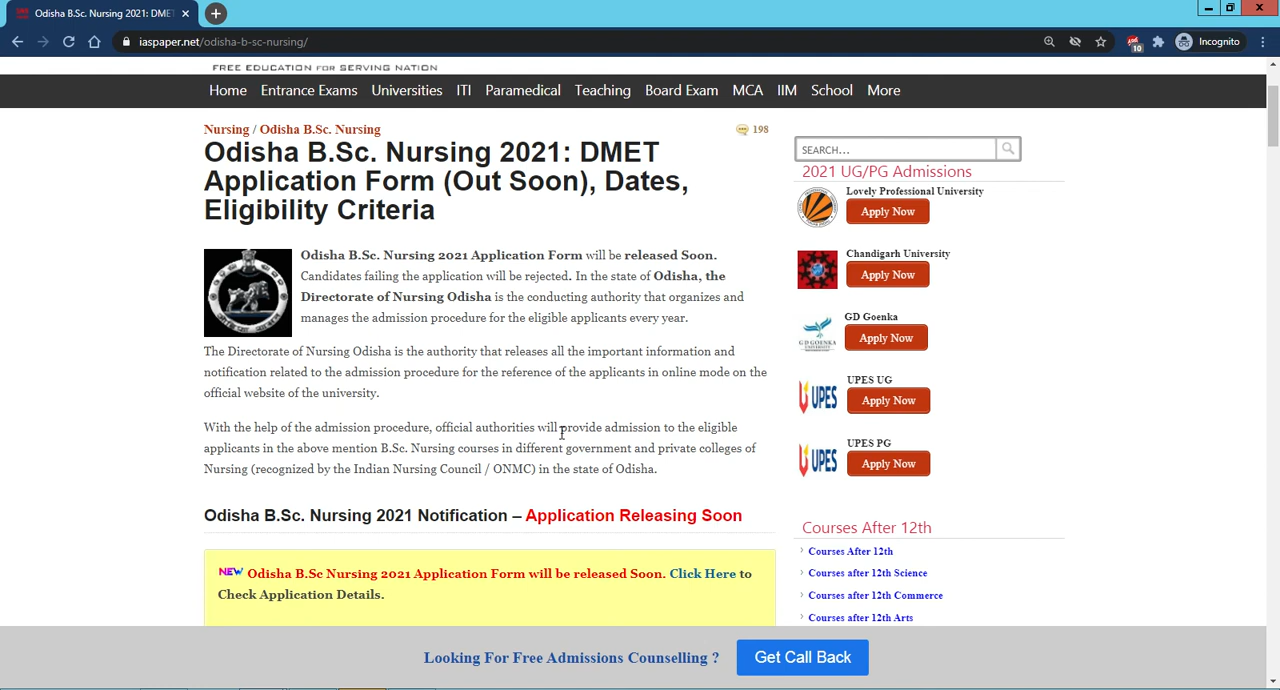 Odisha B.Sc. Nursing 2021: DMET
iaspaper.net/odisha-b-sc-nursing/
10
Incognito
FREE EDUCATION FOR SERVING NATION
Home Entrance Exams Universities ITI Paramedical Teaching Board Exam MCA IIM School More
Nursing / Odisha B.Sc. Nursing
198
Odisha B.Sc. Nursing 2021: DMET
Application Form (Out Soon), Dates,
Eligibility Criteria
Odisha B.Sc. Nursing 2021 Application Form will be released Soon.
Candidates failing the application will be rejected. In the state of Odisha, the
Directorate of Nursing Odisha is the conducting authority that organizes and
manages the admission procedure for the eligible applicants every year.
The Directorate of Nursing Odisha is the authority that releases all the important information and
notification related to the admission procedure for the reference of the applicants in online mode on the
official website of the university.
With the help of the admission procedure, official authorities will provide admission to the eligible
applicants in the above mention B.Sc. Nursing courses in different government and private colleges of
Nursing (recognized by the Indian Nursing Council / ONMC) in the state of Odisha.
Odisha B.Sc. Nursing 2021 Notification – Application Releasing Soon
NEW Odisha B.Sc Nursing 2021 Application Form will be released Soon. Click Here to
Check Application Details.
SEARCH...
2021 UG/PG Admissions
Lovely Professional University
Apply Now
Chandigarh University
Apply Now
GD Goenka
GD GOENKA
UNIVERSITY
Apply Now
UPES UG
UPES
Apply Now
UPES PG
UPES
Apply Now
Courses After 12th
Courses After 12th
Courses after 12th Science
Courses after 12th Commerce
Courses after 12th Arts
Looking For Free Admissions Counselling ?
Get Call Back